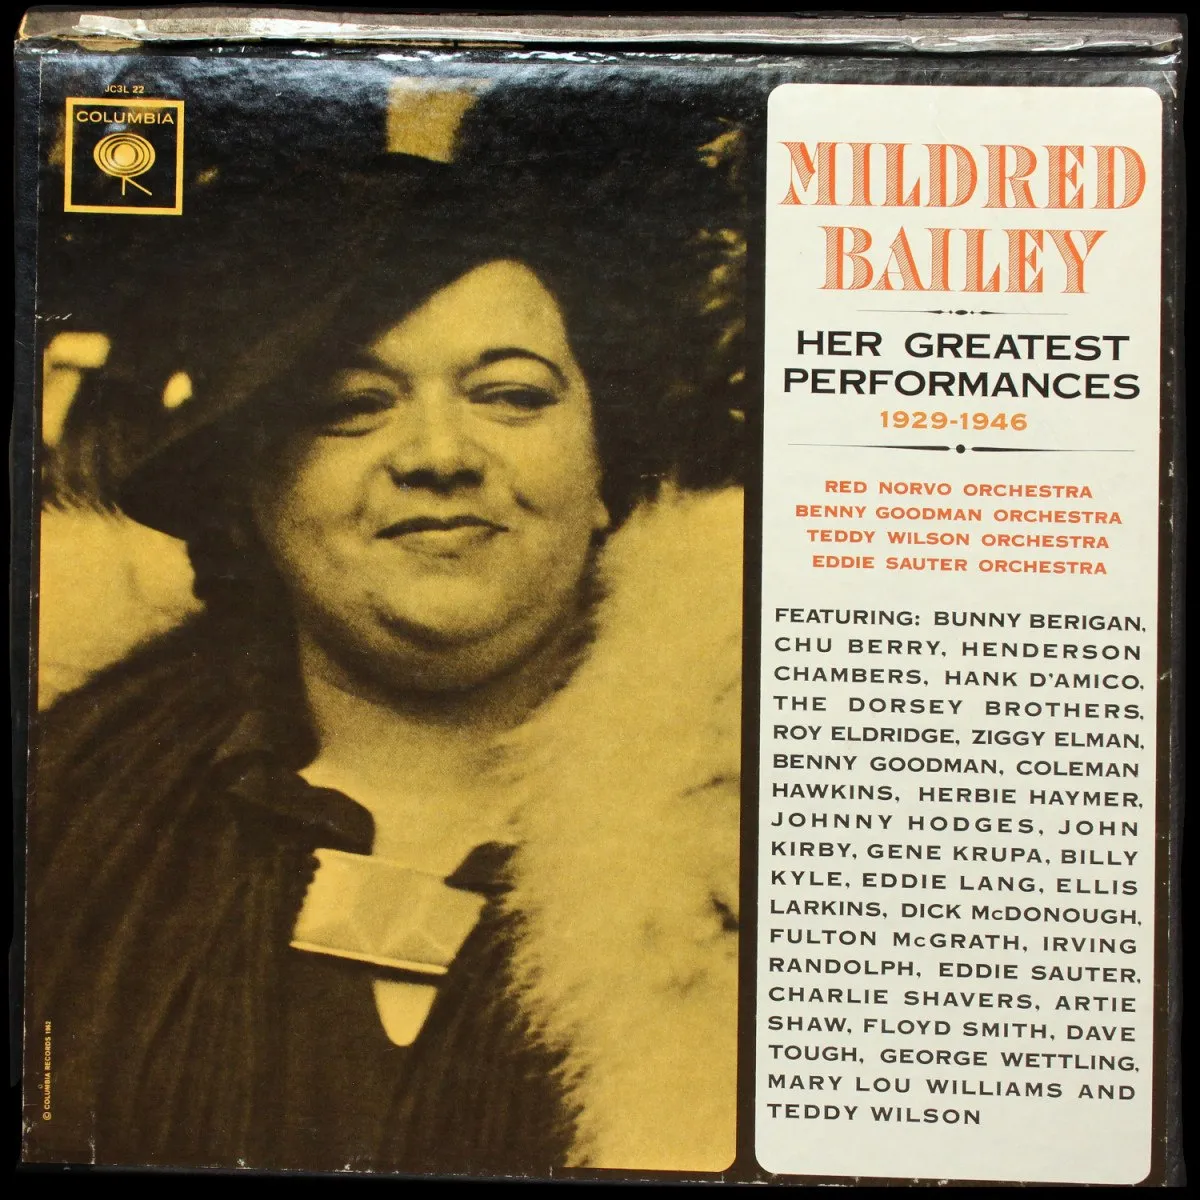 JC3L 22
COLUMBIA
MILDRED
BAILEY
HER GREATEST
PERFORMANCES
1929-1946
RED NORVO ORCHESTRA
BENNY GOODMAN ORCHESTRA
TEDDY WILSON ORCHESTRA
EDDIE SAUTER ORCHESTRA
FEATURING: BUNNY BERIGAN,
CHU BERRY, HENDERSON
CHAMBERS, HANK D'AMICO,
THE DORSEY BROTHERS,
ROY ELDRIDGE, ZIGGY ELMAN,
BENNY GOODMAN, COLEMAN
HAWKINS, HERBIE HAYMER,
JOHNNY HODGES, JOHN
KIRBY, GENE KRUPA, BILLY
KYLE, EDDIE LANG, ELLIS
LARKINS, DICK McDONOUGH,
FULTON McGRATH, IRVING
RANDOLPH, EDDIE SAUTER,
CHARLIE SHAVERS, ARTIE
SHAW, FLOYD SMITH, DAVE
TOUGH, GEORGE WETTLING,
MARY LOU WILLIAMS AND
TEDDY WILSON
© COLUMBIA RECORDS 1962